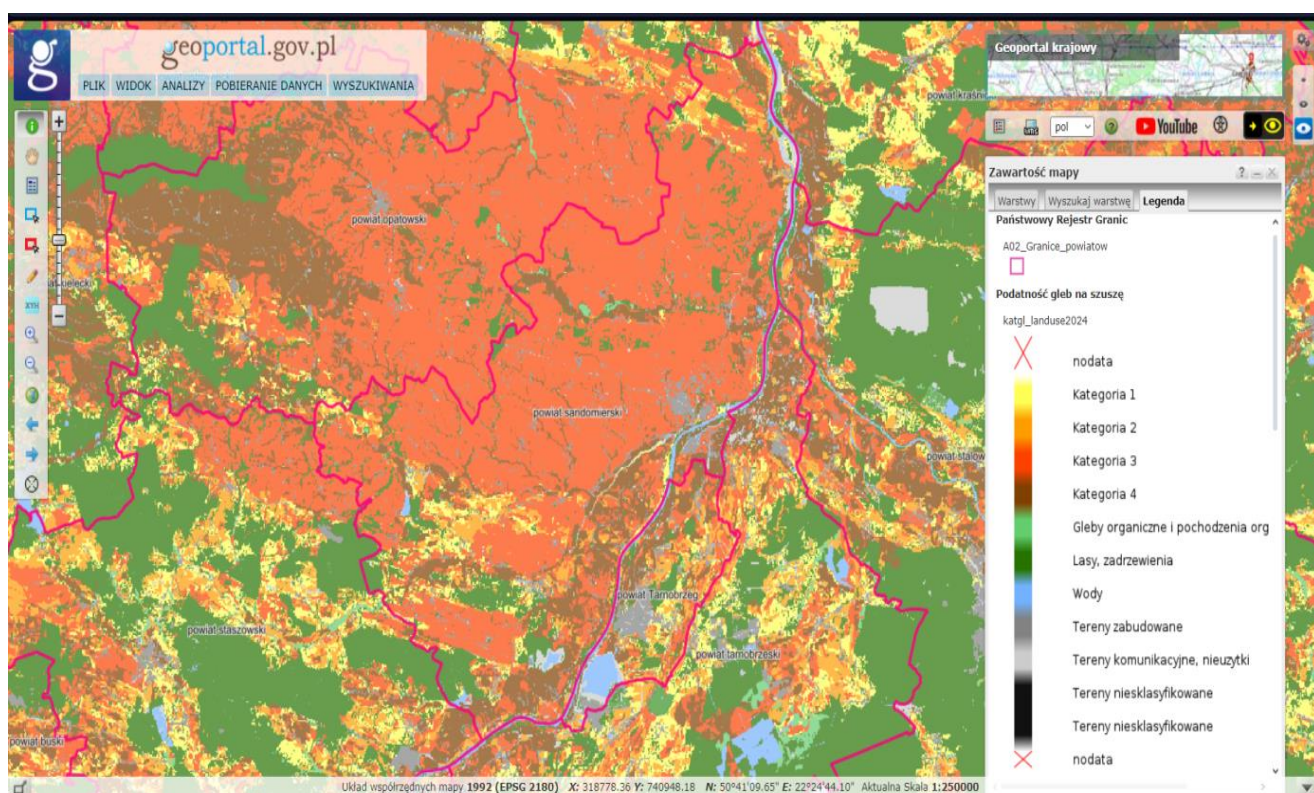 geoportal.gov.pl
PLIK WIDOK ANALIZY POBIERANIE DANYCH WYSZUKIWANIA
Geoportal krajowy
pol
YouTube
Zawartość mapy
Warstwy Wyszukaj warstwę Legenda
Państwowy Rejestr Granic
A02_Granice_powiatow
Podatność gleb na szuszę
katgl_landuse2024
nodata
Kategoria 1
Kategoria 2
Kategoria 3
Kategoria 4
Gleby organiczne i pochodzenia org
Lasy, zadrzewienia
Wody
Tereny zabudowane
Tereny komunikacyjne, nieuzytki
Tereny niesklasyfikowane
Tereny niesklasyfikowane
nodata
XYH
powiat kraśni
powiat opatowski
kielecki
powiat sandomierski
powiat stalow
powiat Tarnobrzeg
powiat staszowski
powiat tarnobrzeski
powiat buski
Układ współrzędnych mapy 1992 (EPSG 2180) X: 318778.36 Y: 740948.18 N: 50°41'09.65" E: 22°24'44.10" Aktualna Skala 1:250000